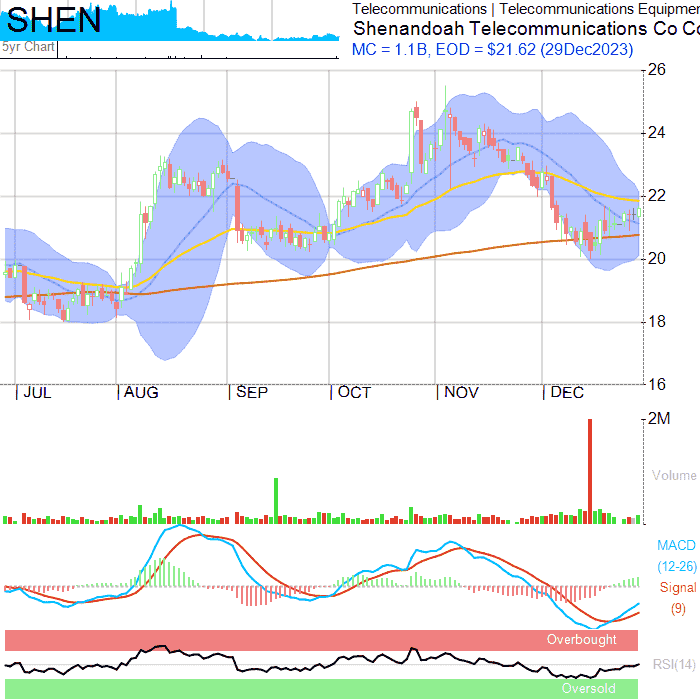 SHEN
5yr Chart
Telecommunications | Telecommunications Equipmen
Shenandoah Telecommunications Co Co
MC = 1.1B, EOD = $21.62 (29Dec2023)
26
24
22
20
18
16
JUL AUG SEP OCT NOV DEC
2M
Volume
MACD
(12-26)
Signal
(9)
Overbought
RSI(14)
Oversold